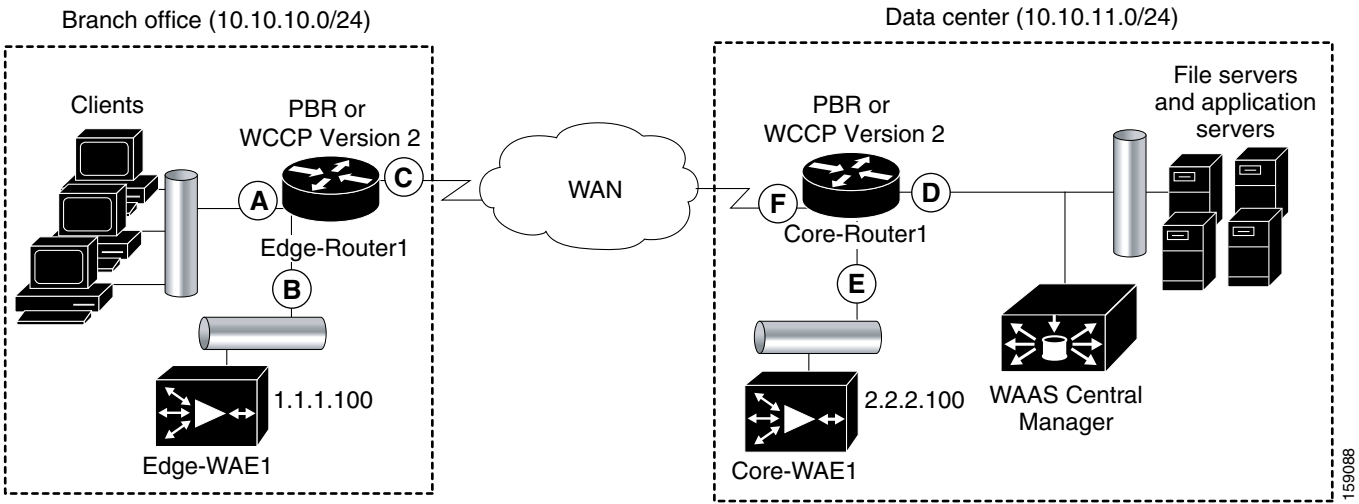 Branch office (10.10.10.0/24)
Data center (10.10.11.0/24)
Clients
PBR or
WCCP Version 2
A
C
Edge-Router1
B
1.1.1.100
Edge-WAE1
WAN
PBR or
WCCP Version 2
F
D
Core-Router1
E
2.2.2.100
Core-WAE1
File servers
and application
servers
WAAS Central
Manager
159088